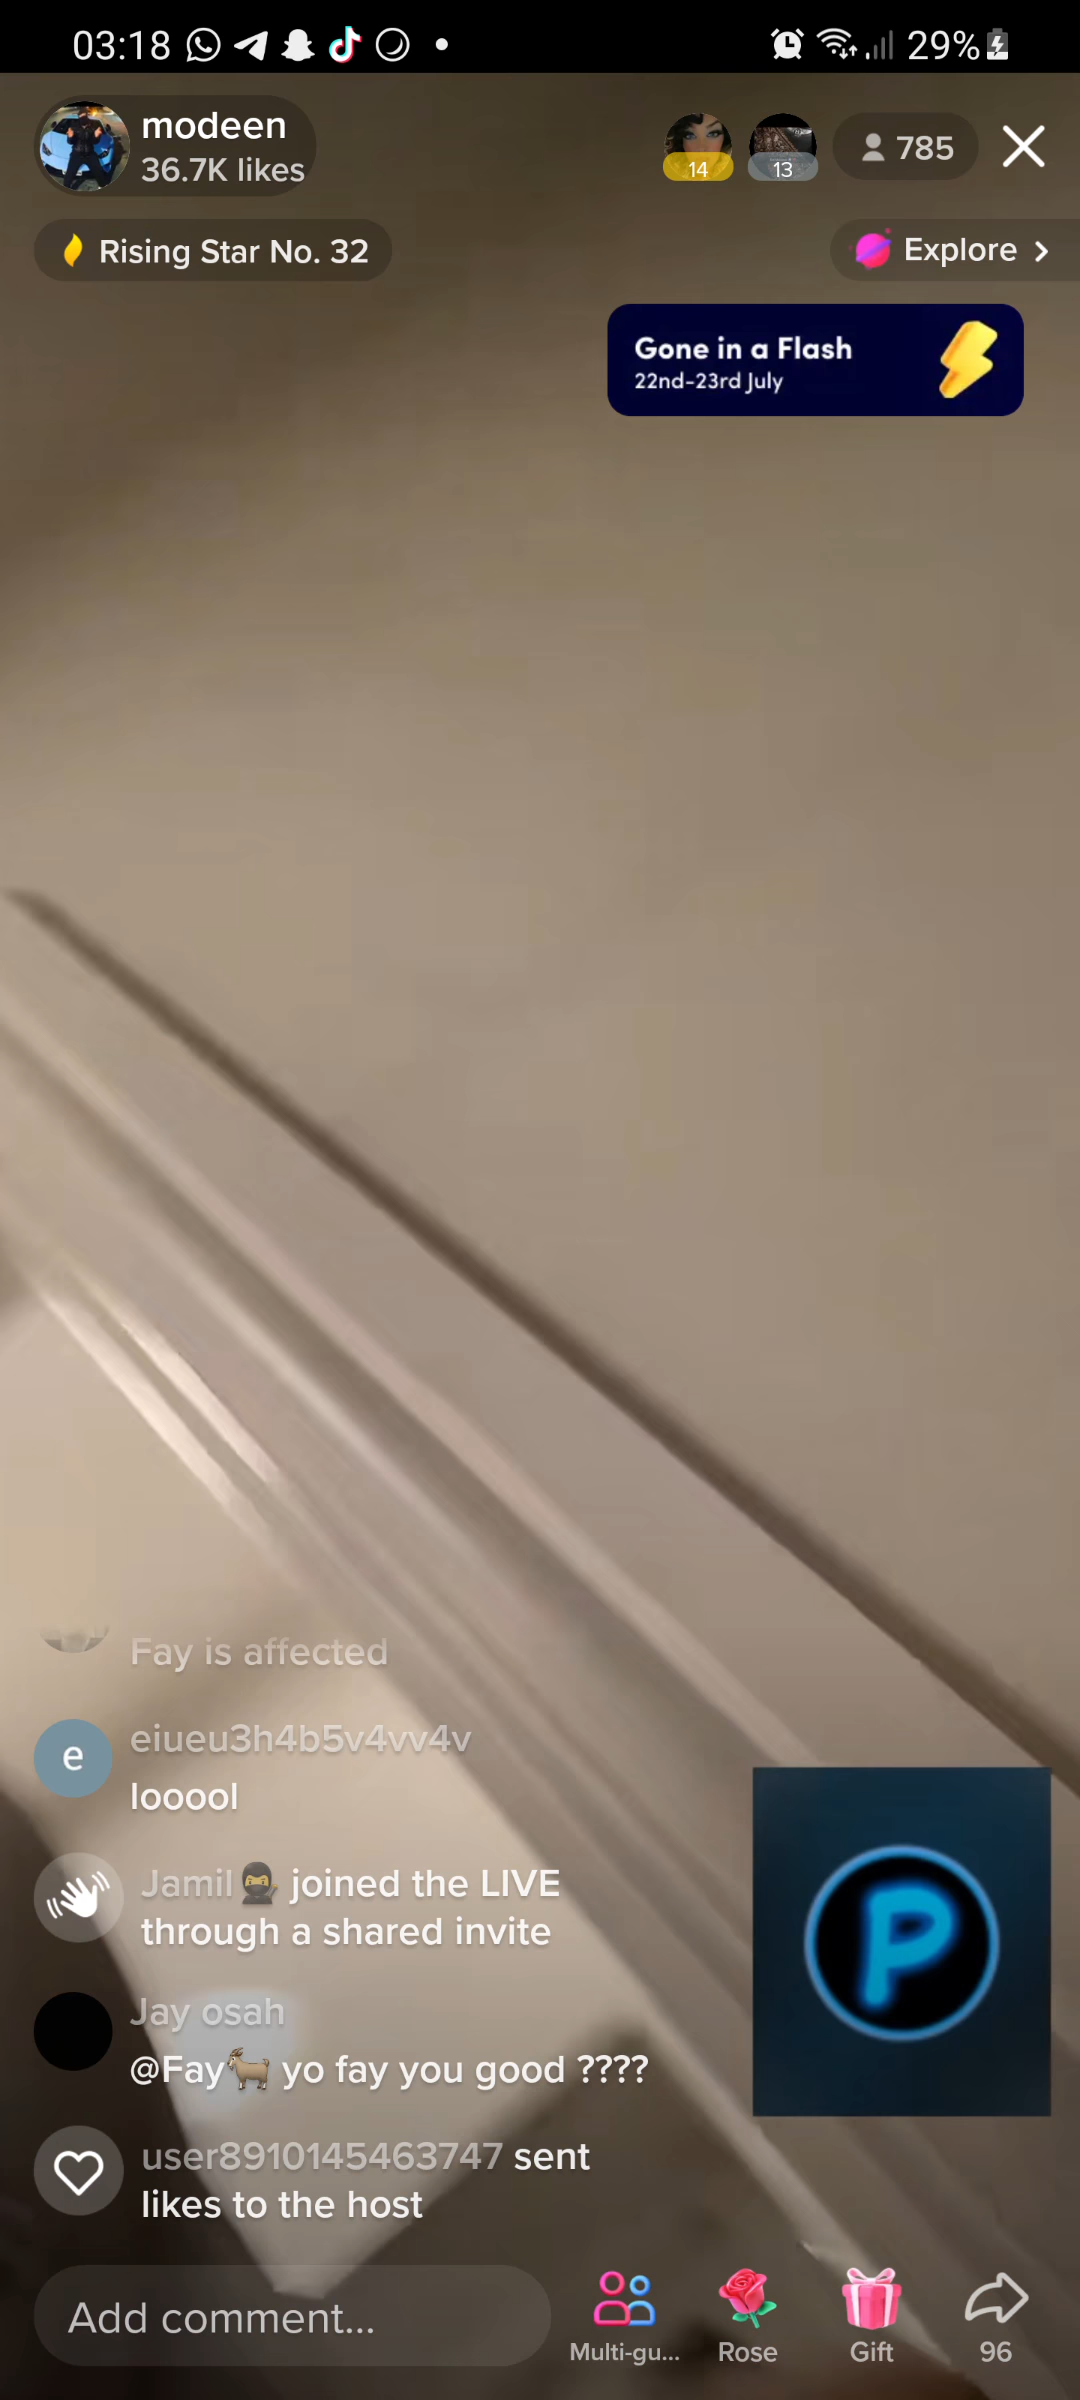 03:18
29%
modeen
36.7K likes
14
13
785
Rising Star No. 32
Explore
Gone in a Flash
22nd-23rd July
Fay is affected
eiueu3h4b5v4vv4v
e
looool
Jamil🥷 joined the LIVE
through a shared invite
Jay osah
@Fay🐐 yo fay you good ????
P
user8910145463747 sent
likes to the host
Add comment...
Multi-gu...
Rose
Gift
96